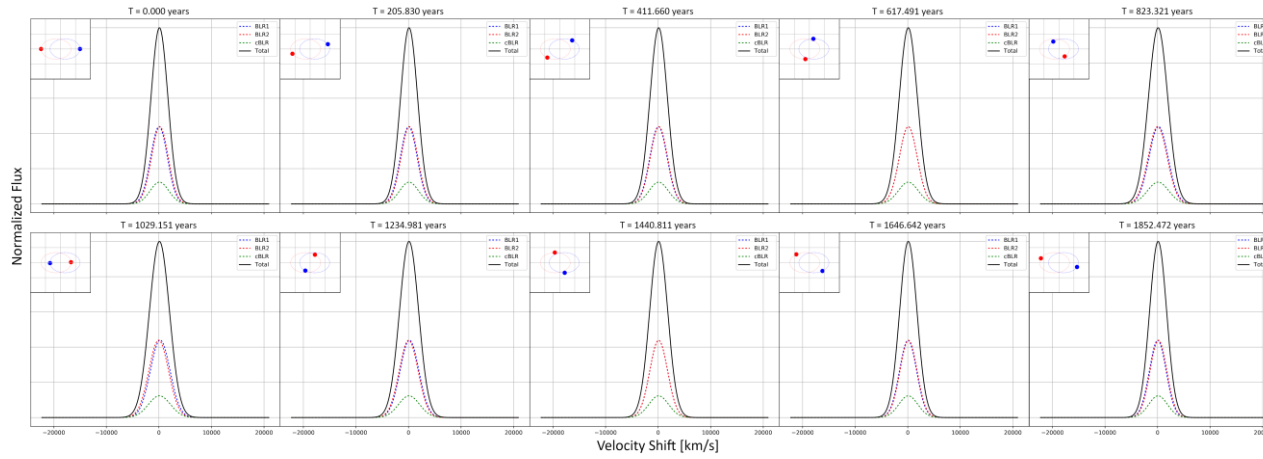 T = 0.000 years
BLR1
BLR2
cBLR
Total
T = 205.830 years
BLR1
BLR2
cBLR
Total
T = 411.660 years
BLR1
BLR2
cBLR
Total
T = 617.491 years
BLR1
BLR2
cBLR
Total
T = 823.321 years
BLR1
BLR2
cBLR
Total
Normalized Flux
T = 1029.151 years
BLR1
BLR2
cBLR
Total
T = 1234.981 years
BLR1
BLR2
cBLR
Total
T = 1440.811 years
BLR1
BLR2
cBLR
Total
T = 1646.642 years
BLR1
BLR2
cBLR
Total
T = 1852.472 years
BLR1
BLR2
cBLR
Total
−20000 −10000 0 10000 20000
−20000 −10000 0 10000 20000
−20000 −10000 0 10000 20000
−20000 −10000 0 10000 20000
−20000 −10000 0 10000 20000
Velocity Shift [km/s]